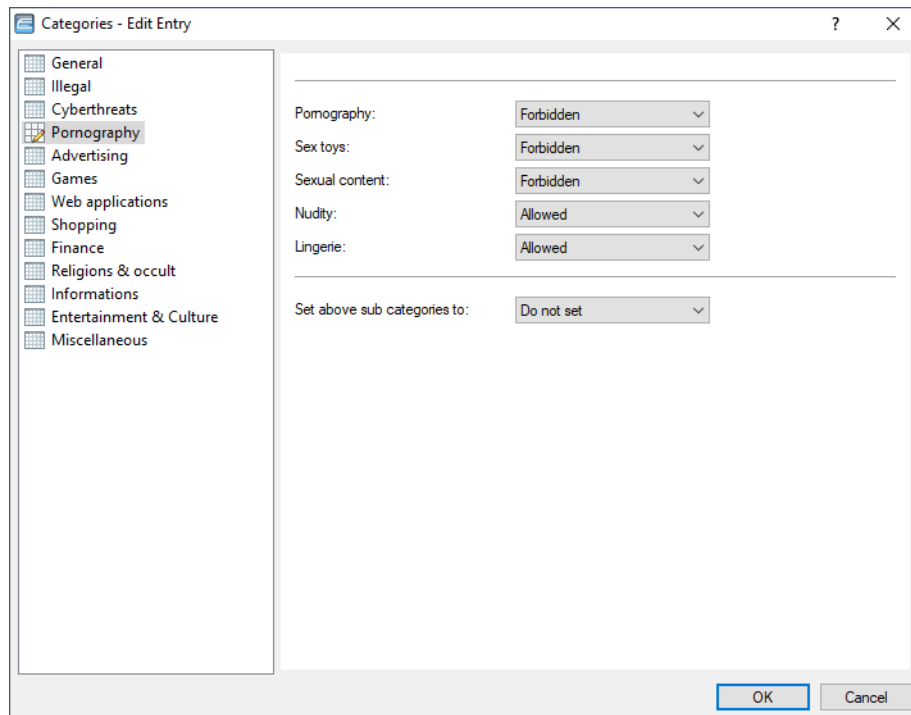 Categories - Edit Entry
?
General
Illegal
Cyberthreats
Pornography
Advertising
Games
Web applications
Shopping
Finance
Religions & occult
Informations
Entertainment & Culture
Miscellaneous
Pornography: Forbidden
Sex toys: Forbidden
Sexual content: Forbidden
Nudity: Allowed
Lingerie: Allowed
Set above sub categories to: Do not set
OK Cancel